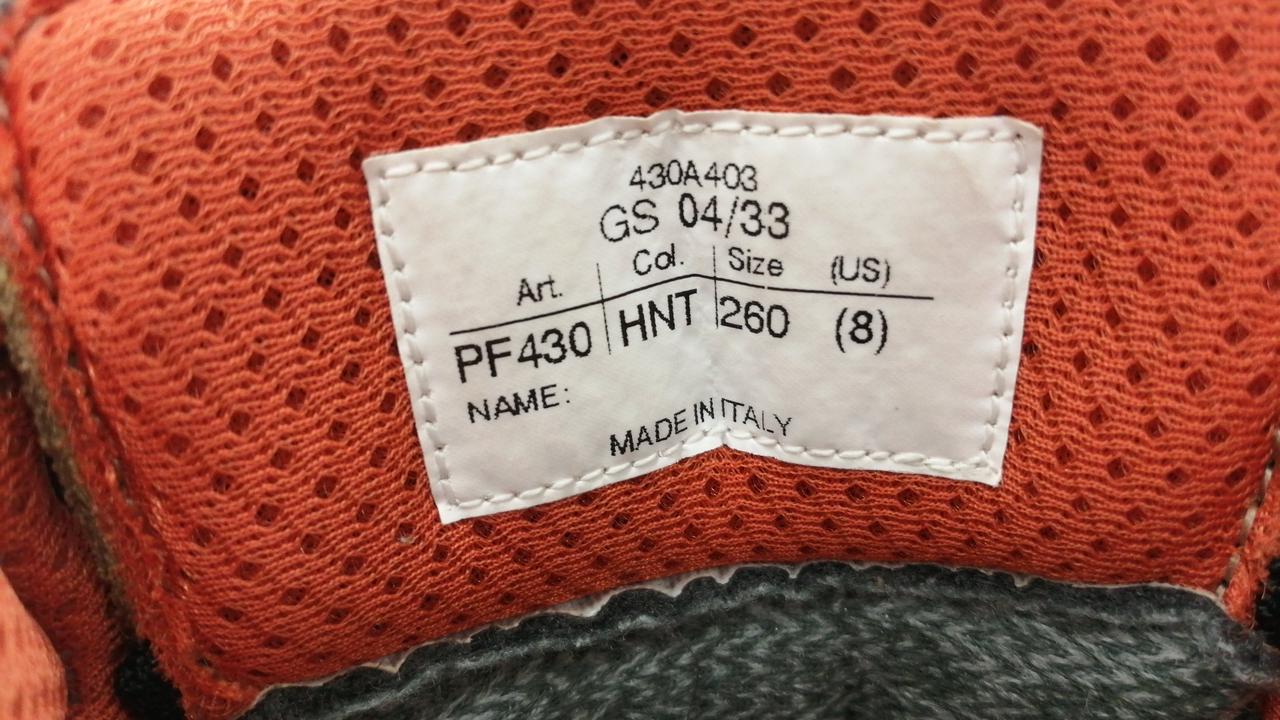 430A403
GS 04/33
Art. Col. Size (US)
PF430 HNT 260 (8)
NAME:
MADE IN ITALY